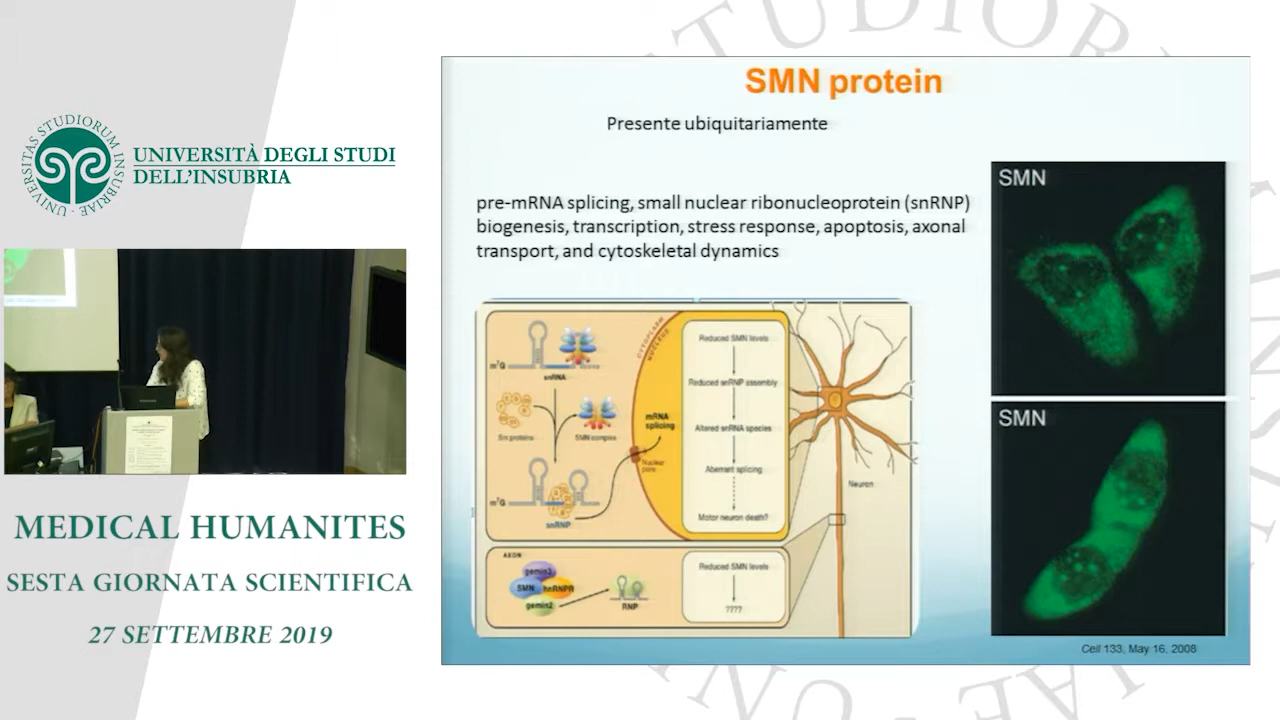 UNIVERSITAS STUDIORUM INSUBRIAE
UNIVERSITÀ DEGLI STUDI
DELL'INSUBRIA
MEDICAL HUMANITES
SESTA GIORNATA SCIENTIFICA
27 SETTEMBRE 2019
SMN protein
Presente ubiquitariamente
pre-mRNA splicing, small nuclear ribonucleoprotein (snRNP)
biogenesis, transcription, stress response, apoptosis, axonal
transport, and cytoskeletal dynamics
CYTOPLASM
NUCLEUS
m7G
snRNA
Sm proteins
SMN complex
mRNA
splicing
Nuclear
pore
m7G
snRNP
Reduced SMN levels
Reduced snRNP assembly
Altered snRNA species
Aberrant splicing
Motor neuron death?
Neuron
AXON
gemin3
SMN
hnRNPR
gemin2
RNP
Reduced SMN levels
????
SMN
SMN
Cell 133, May 16, 2008